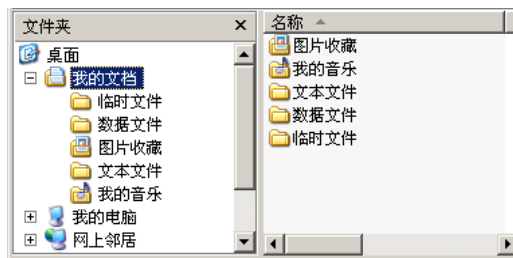 文件夹
桌面
我的文档
临时文件
数据文件
图片收藏
文本文件
我的音乐
我的电脑
网上邻居
名称
图片收藏
我的音乐
文本文件
数据文件
临时文件